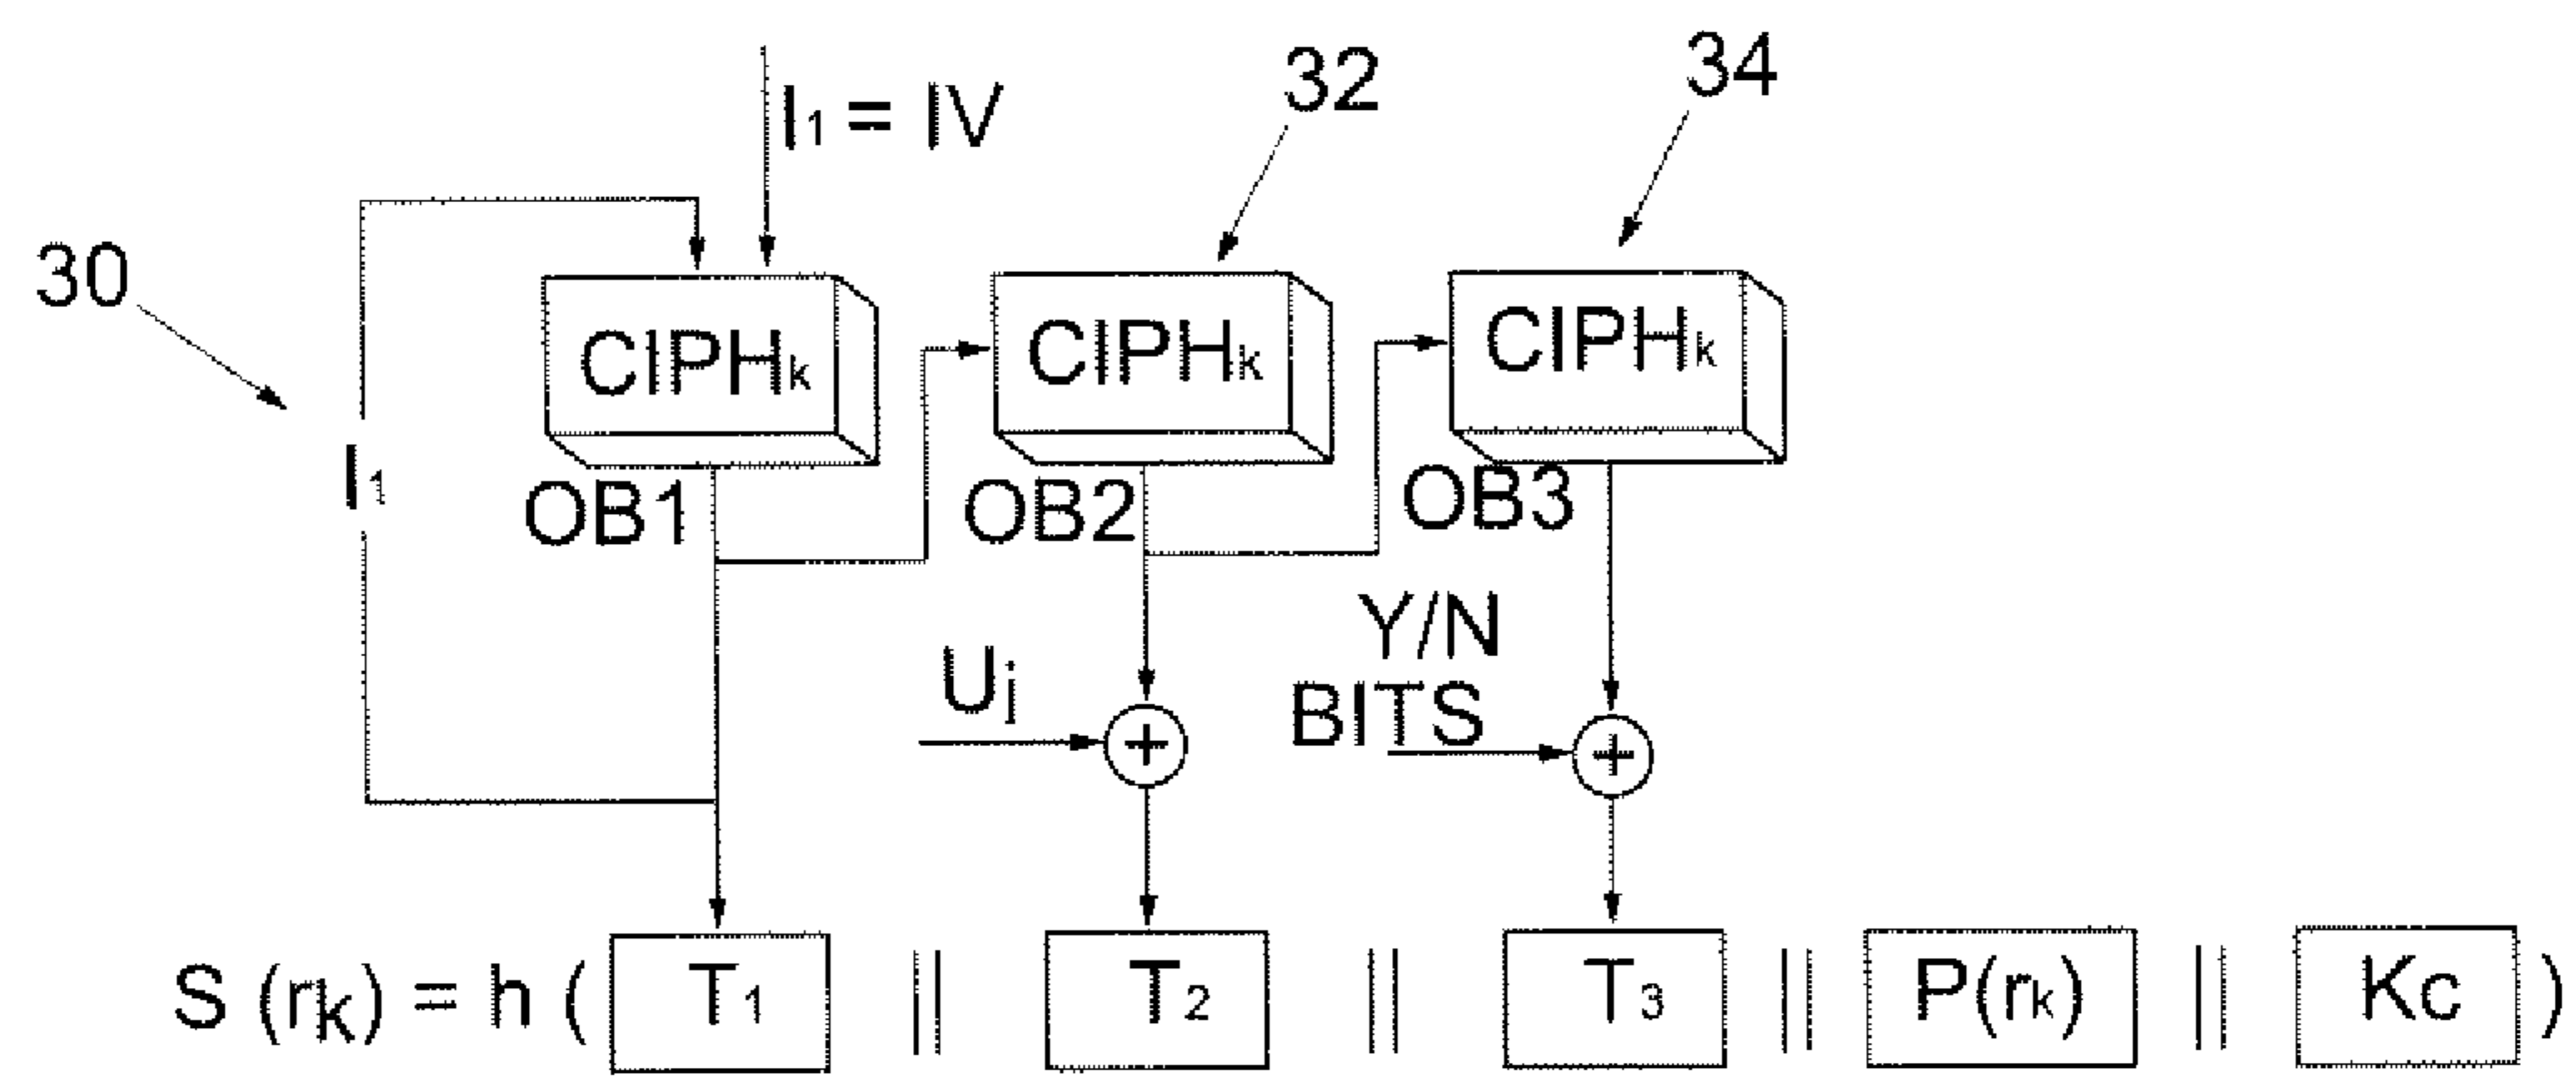 30
I₁ = IV
32
34
CIPHₖ
CIPHₖ
CIPHₖ
I₁
OB1
OB2
OB3
Uⱼ
Y/N
BITS
+
+
S (rₖ) = h ( T₁ || T₂ || T₃ || P(rₖ) || Kc )